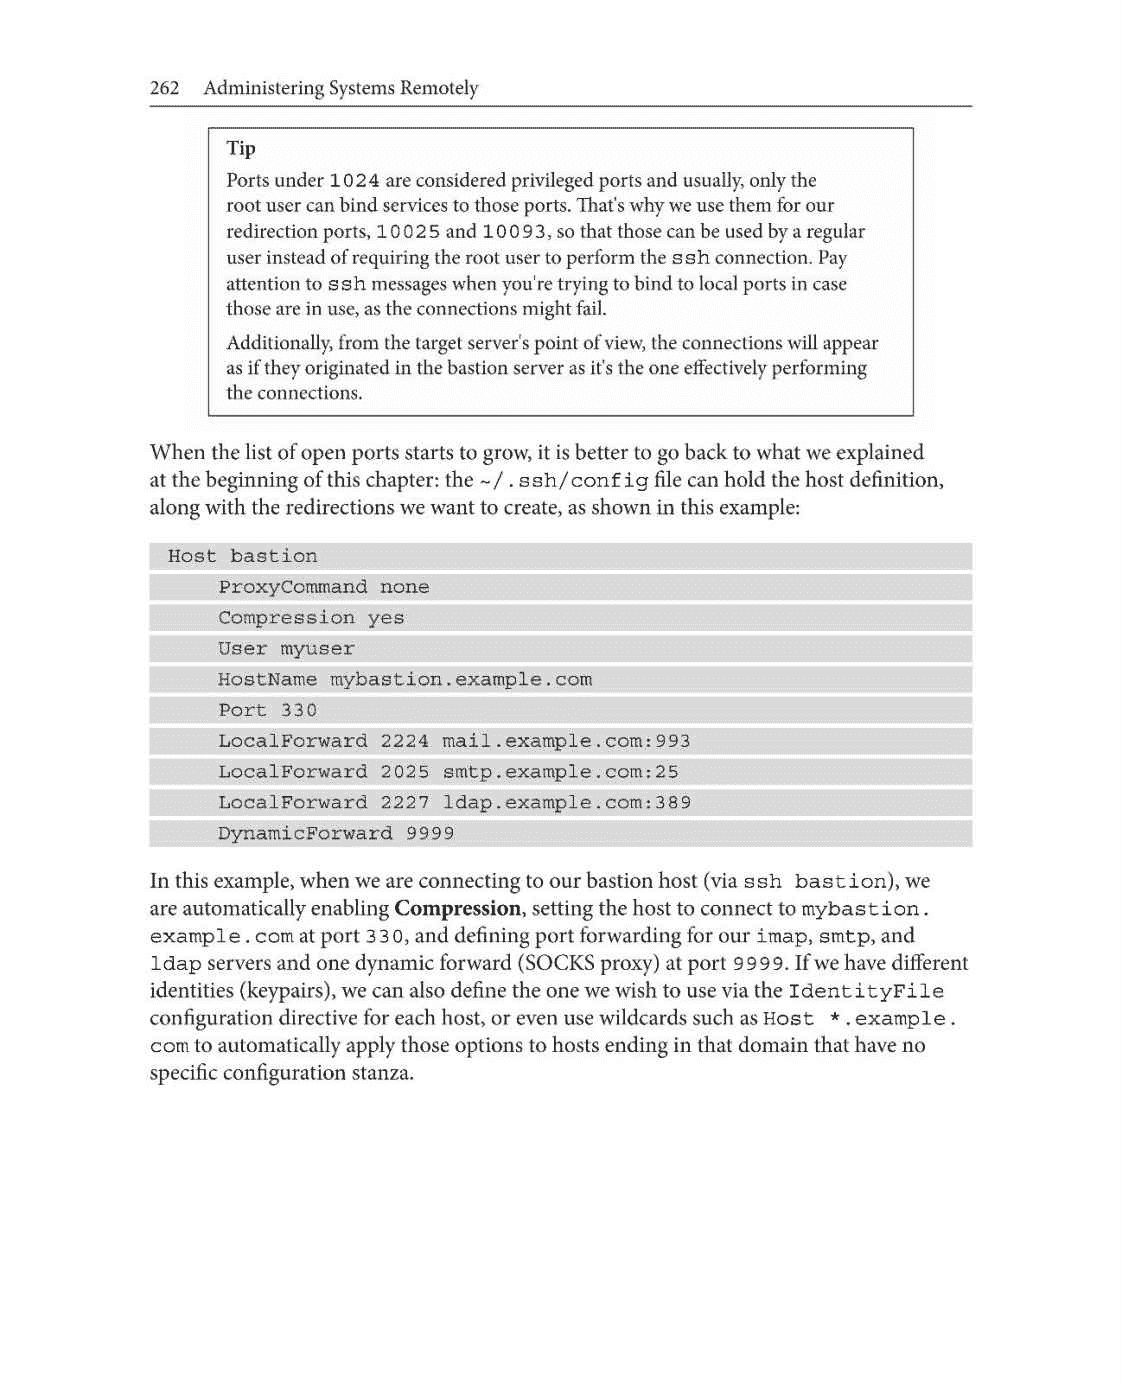 262 Administering Systems Remotely
Tip
Ports under 1024 are considered privileged ports and usually, only the
root user can bind services to those ports. That's why we use them for our
redirection ports, 10025 and 10093, so that those can be used by a regular
user instead of requiring the root user to perform the ssh connection. Pay
attention to ssh messages when you're trying to bind to local ports in case
those are in use, as the connections might fail.
Additionally, from the target server's point of view, the connections will appear
as if they originated in the bastion server as it's the one effectively performing
the connections.
When the list of open ports starts to grow, it is better to go back to what we explained
at the beginning of this chapter: the ~/.ssh/config file can hold the host definition,
along with the redirections we want to create, as shown in this example:
Host bastion
ProxyCommand none
Compression yes
User myuser
HostName mybastion.example.com
Port 330
LocalForward 2224 mail.example.com:993
LocalForward 2025 smtp.example.com:25
LocalForward 2227 ldap.example.com:389
DynamicForward 9999
In this example, when we are connecting to our bastion host (via ssh bastion), we
are automatically enabling Compression, setting the host to connect to mybastion.
example.com at port 330, and defining port forwarding for our imap, smtp, and
ldap servers and one dynamic forward (SOCKS proxy) at port 9999. If we have different
identities (keypairs), we can also define the one we wish to use via the IdentityFile
configuration directive for each host, or even use wildcards such as Host *.example.
com to automatically apply those options to hosts ending in that domain that have no
specific configuration stanza.